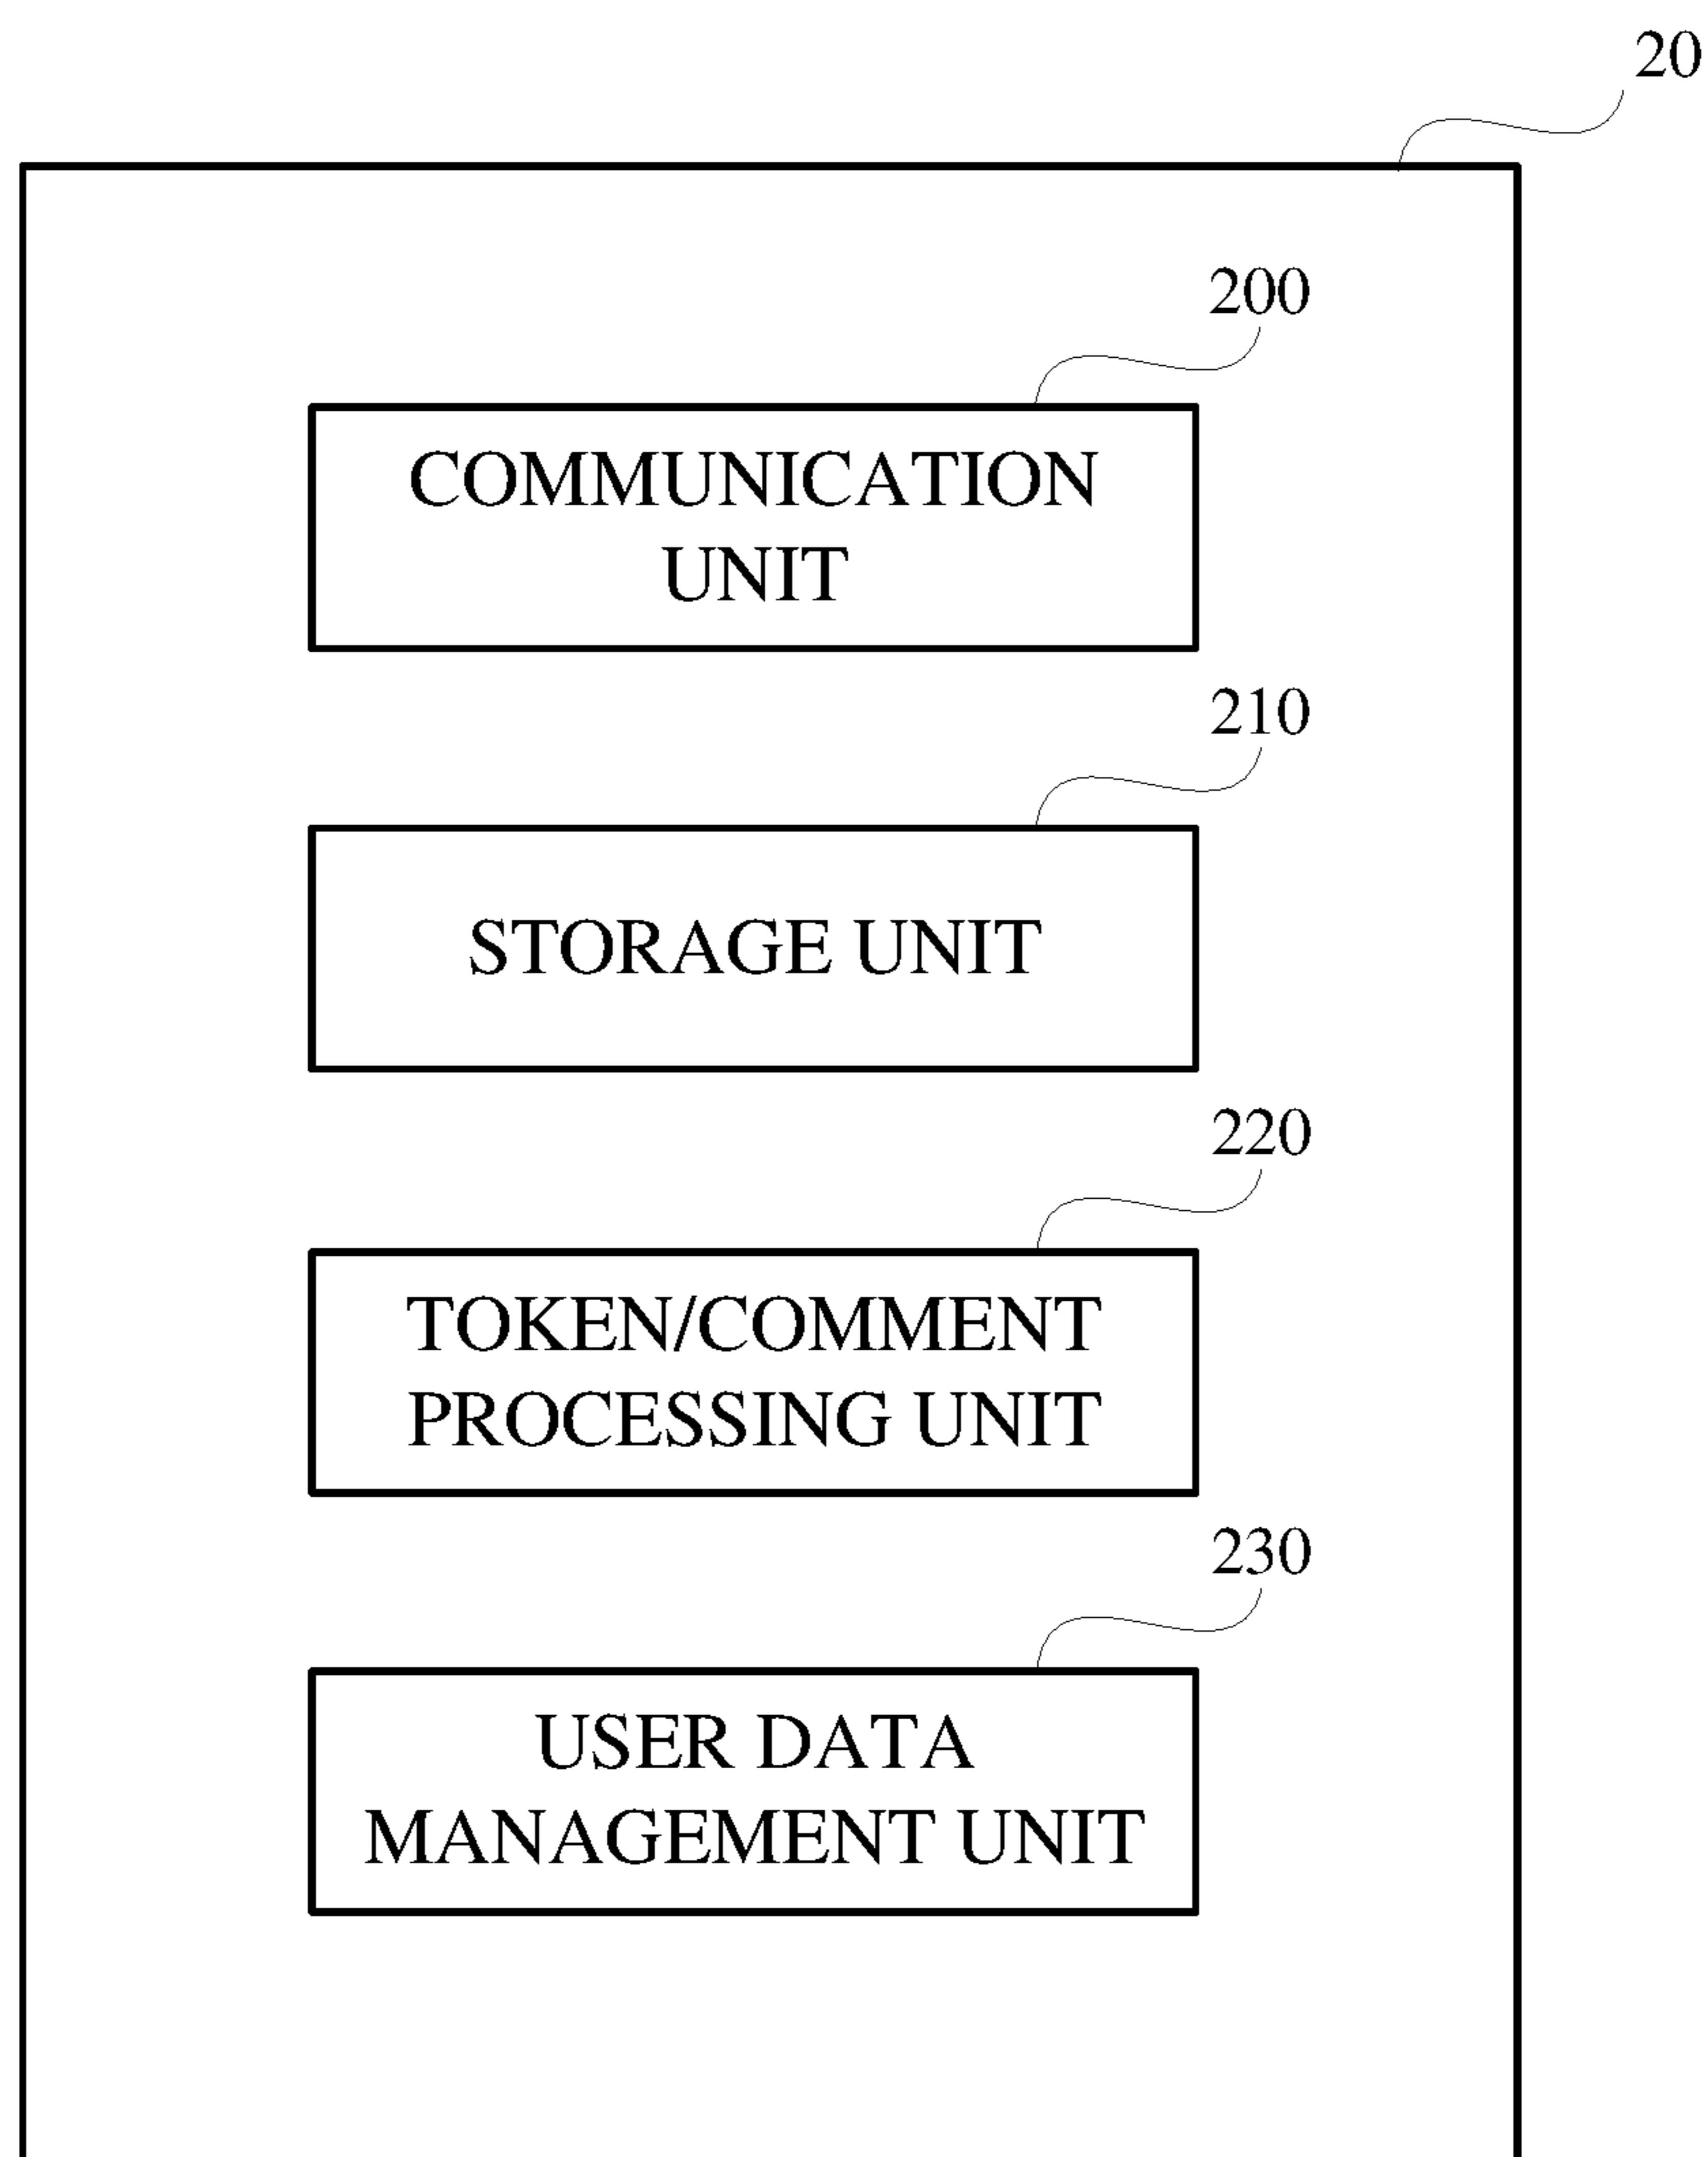 20
200
COMMUNICATION
UNIT
210
STORAGE UNIT
220
TOKEN/COMMENT
PROCESSING UNIT
230
USER DATA
MANAGEMENT UNIT